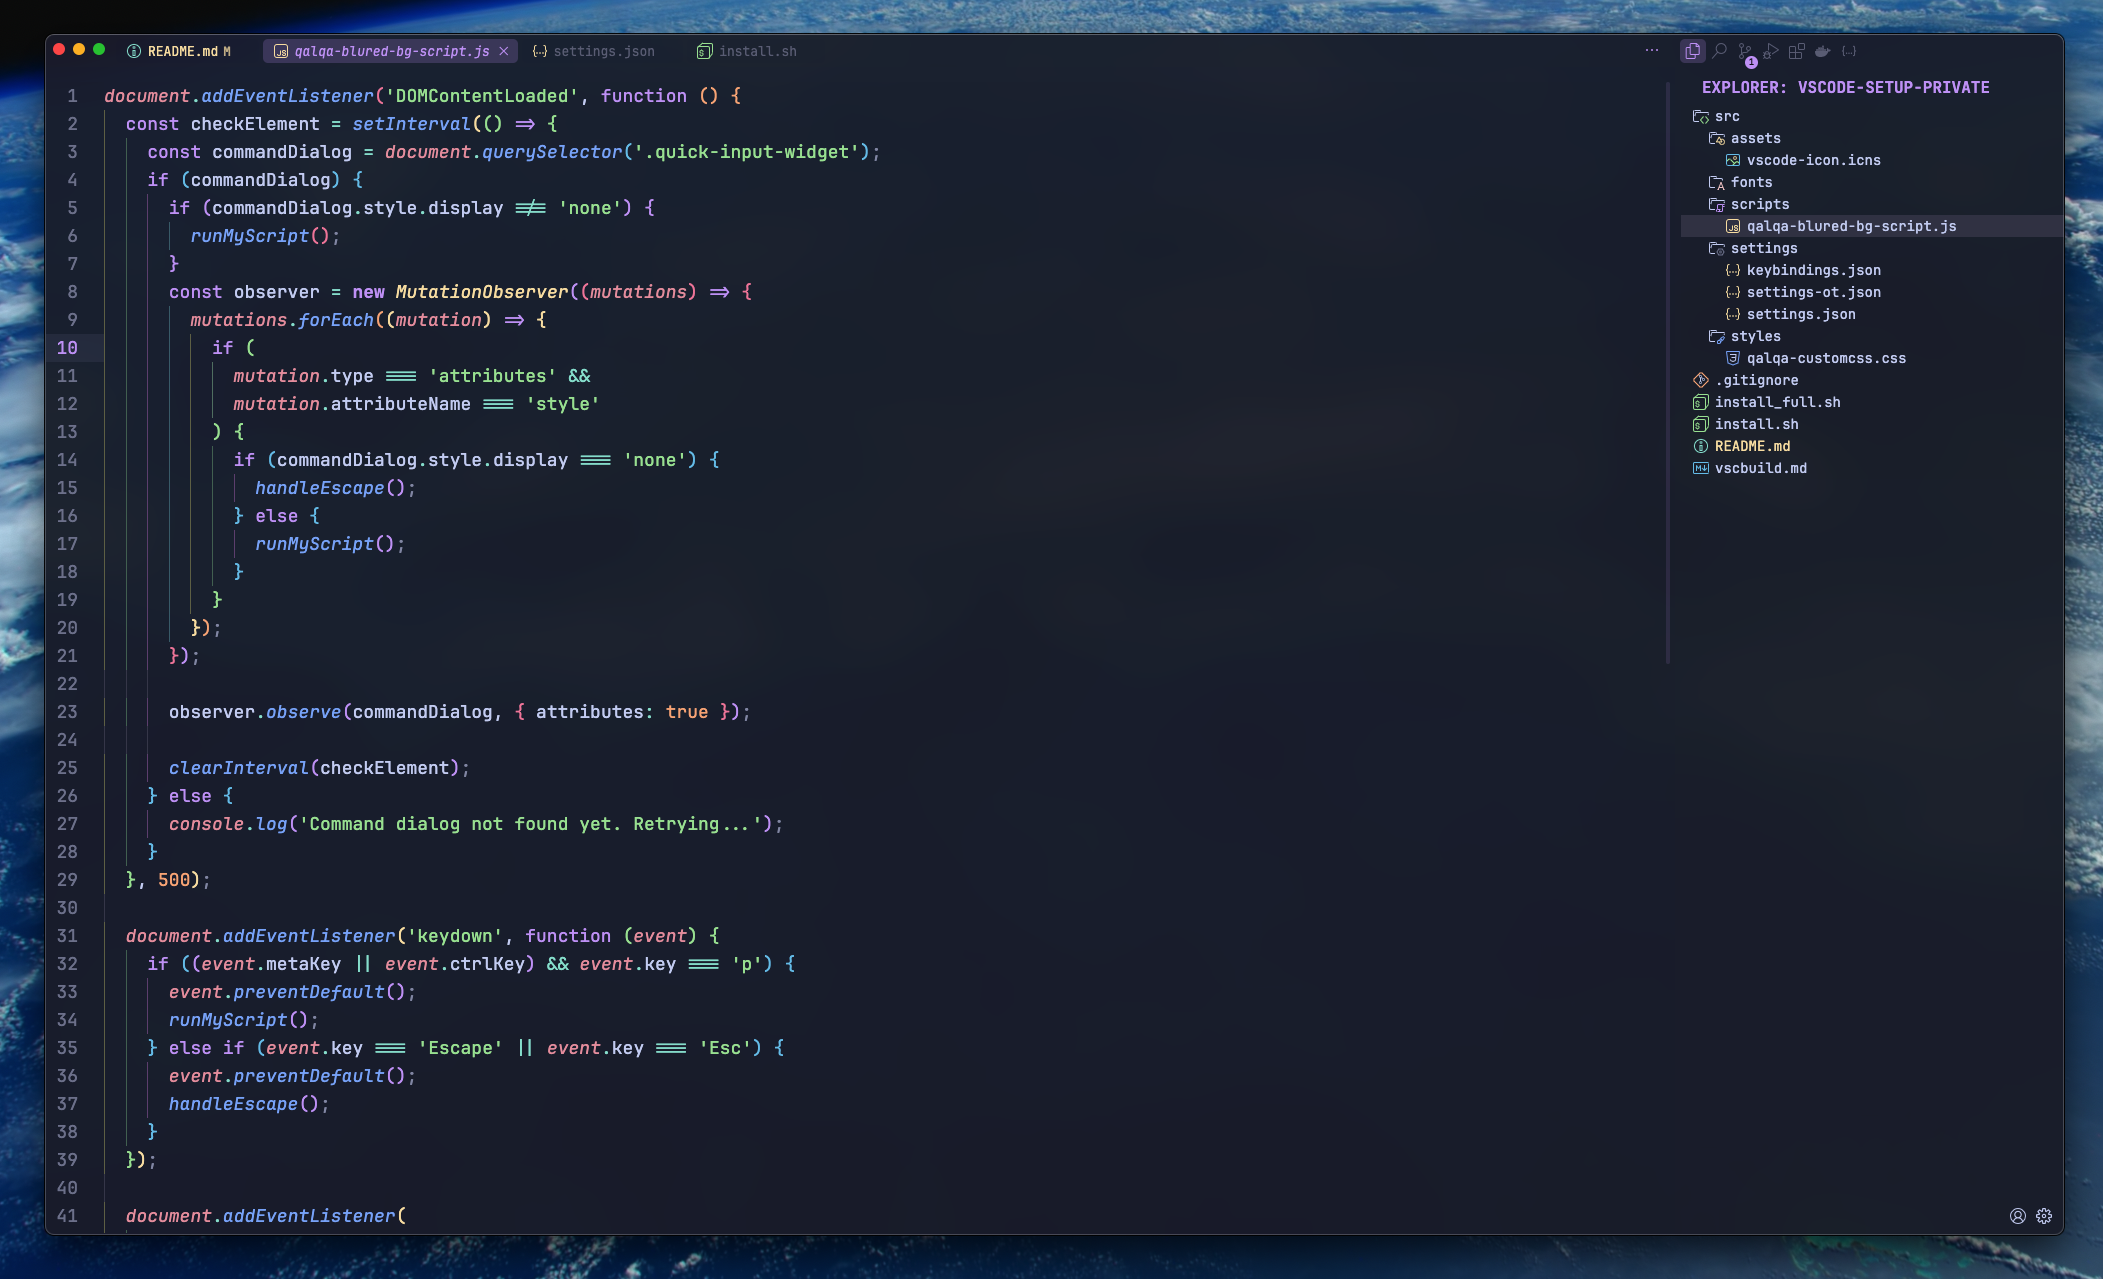 README.md M
qalqa-blured-bg-script.js
settings.json
install.sh
1 document.addEventListener('DOMContentLoaded', function () {
2 const checkElement = setInterval(() => {
3 const commandDialog = document.querySelector('.quick-input-widget');
4 if (commandDialog) {
5 if (commandDialog.style.display !== 'none') {
6 runMyScript();
7 }
8 const observer = new MutationObserver((mutations) => {
9 mutations.forEach((mutation) => {
10 if (
11 mutation.type === 'attributes' &&
12 mutation.attributeName === 'style'
13 ) {
14 if (commandDialog.style.display === 'none') {
15 handleEscape();
16 } else {
17 runMyScript();
18 }
19 }
20 });
21 });
22
23 observer.observe(commandDialog, { attributes: true });
24
25 clearInterval(checkElement);
26 } else {
27 console.log('Command dialog not found yet. Retrying...');
28 }
29 }, 500);
30
31 document.addEventListener('keydown', function (event) {
32 if ((event.metaKey || event.ctrlKey) && event.key === 'p') {
33 event.preventDefault();
34 runMyScript();
35 } else if (event.key === 'Escape' || event.key === 'Esc') {
36 event.preventDefault();
37 handleEscape();
38 }
39 });
40
41 document.addEventListener(
1
EXPLORER: VSCODE-SETUP-PRIVATE
src
assets
vscode-icon.icns
fonts
scripts
qalqa-blured-bg-script.js
settings
keybindings.json
settings-ot.json
settings.json
styles
qalqa-customcss.css
.gitignore
install_full.sh
install.sh
README.md
vscbuild.md